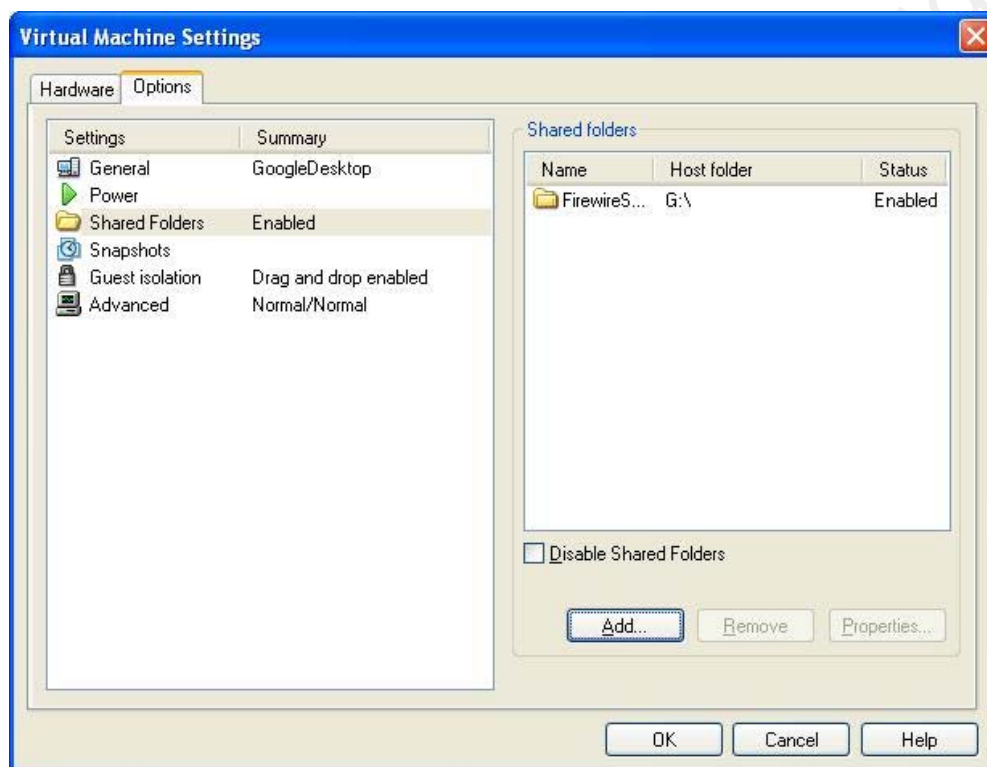 Virtual Machine Settings
Hardware Options
Settings Summary
General GoogleDesktop
Power
Shared Folders Enabled
Snapshots
Guest isolation Drag and drop enabled
Advanced Normal/Normal
Shared folders
Name Host folder Status
FirewireS... G:\ Enabled
Disable Shared Folders
Add... Remove Properties...
OK Cancel Help